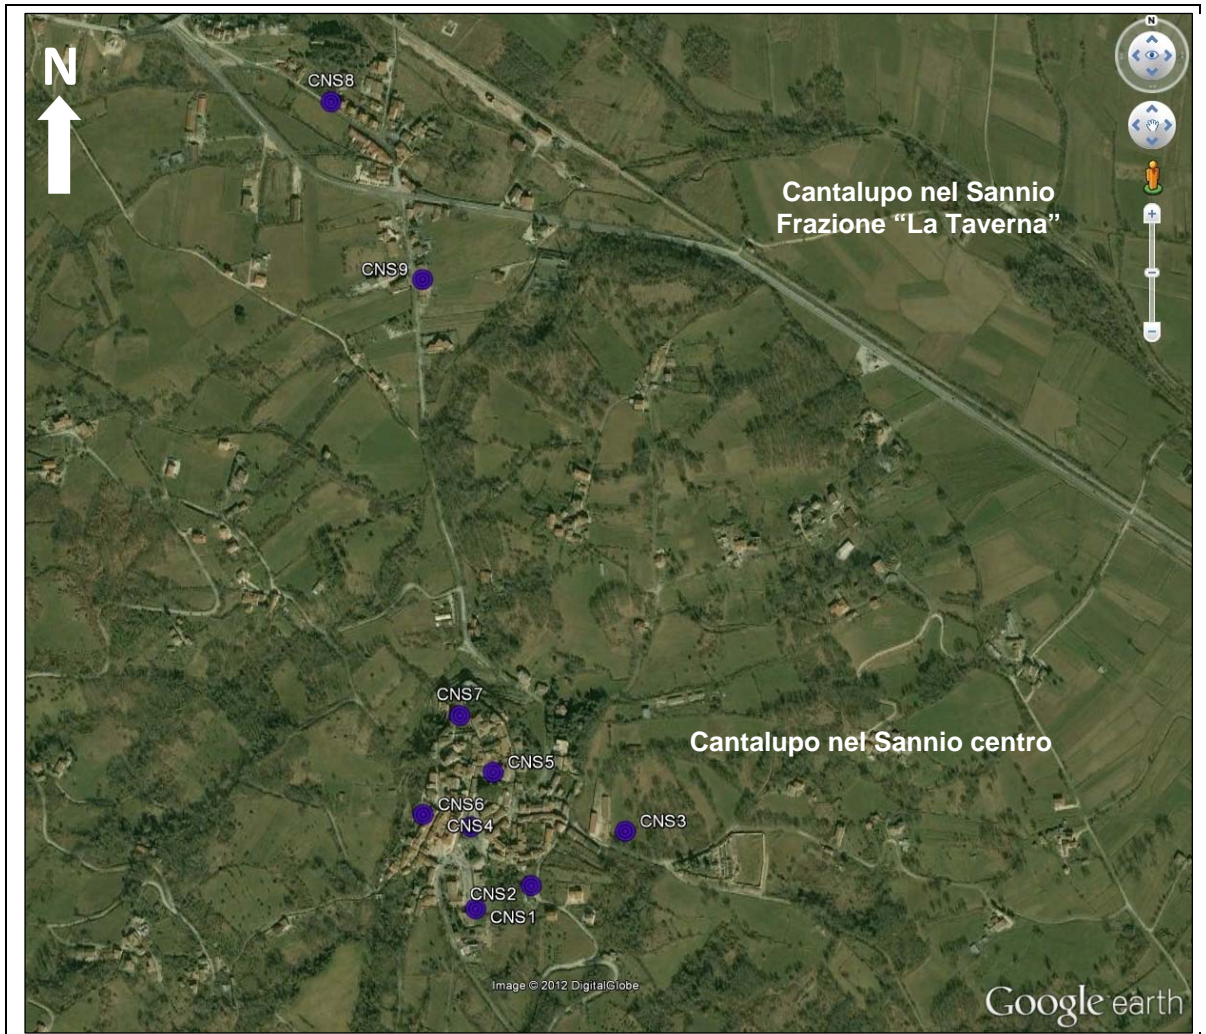 N
N
CNS8
Cantalupo nel Sannio
Frazione “La Taverna”
CNS9
CNS7
Cantalupo nel Sannio centro
CNS5
CNS6
CNS4
CNS3
CNS2
CNS1
Image © 2012 DigitalGlobe
Google earth